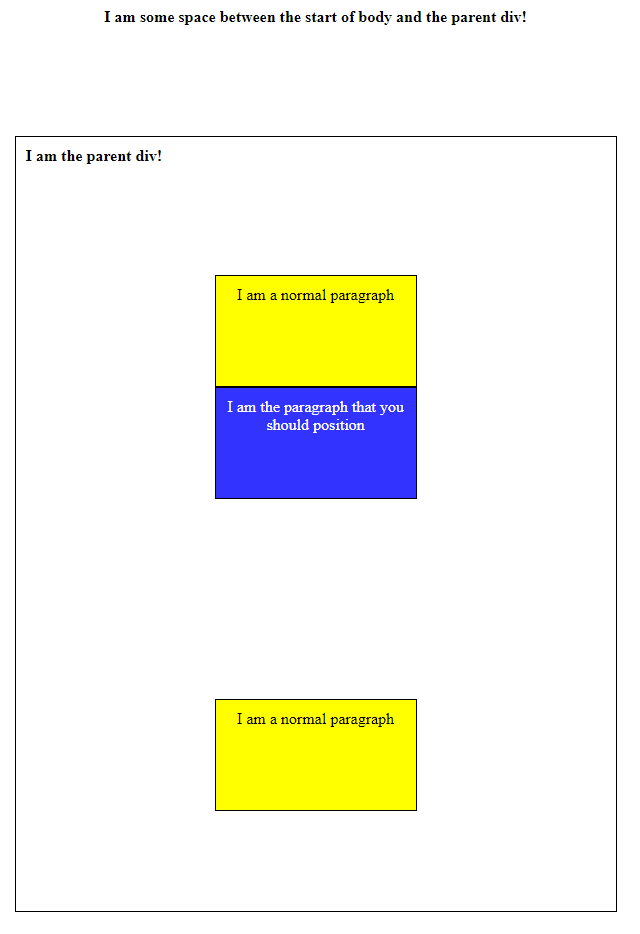 I am some space between the start of body and the parent div!
I am the parent div!
I am a normal paragraph
I am the paragraph that you
should position
I am a normal paragraph